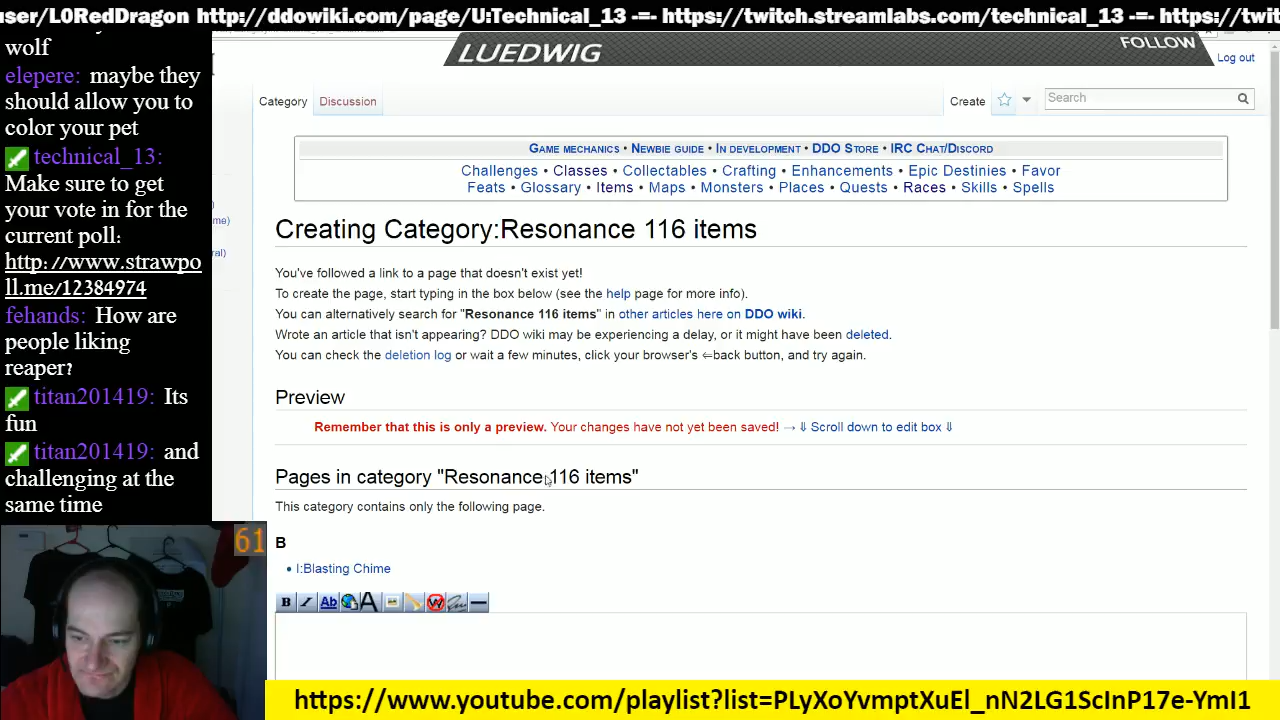 user/L0RedDragon http://ddowiki.com/page/U:Technical_13 -=- https://twitch.streamlabs.com/technical_13 -=- https://twit
wolf
elepere: maybe they
should allow you to
color your pet
technical_13:
Make sure to get
your vote in for the
current poll:
http://www.strawpo
ll.me/12384974
fehands: How are
people liking
reaper?
titan201419: Its
fun
titan201419: and
challenging at the
same time
61
LUEDWIG
FOLLOW
Log out
Category
Discussion
Create
Search
Game mechanics • Newbie guide • In development • DDO Store • IRC Chat/Discord
Challenges • Classes • Collectables • Crafting • Enhancements • Epic Destinies • Favor
Feats • Glossary • Items • Maps • Monsters • Places • Quests • Races • Skills • Spells
Creating Category:Resonance 116 items
You've followed a link to a page that doesn't exist yet!
To create the page, start typing in the box below (see the help page for more info).
You can alternatively search for "Resonance 116 items" in other articles here on DDO wiki.
Wrote an article that isn't appearing? DDO wiki may be experiencing a delay, or it might have been deleted.
You can check the deletion log or wait a few minutes, click your browser's ⇐back button, and try again.
Preview
Remember that this is only a preview. Your changes have not yet been saved! → ⇓ Scroll down to edit box ⇓
Pages in category "Resonance 116 items"
This category contains only the following page.
B
• I:Blasting Chime
B I Ab A W
https://www.youtube.com/playlist?list=PLyXoYvmptXuEl_nN2LG1ScInP17e-YmI1